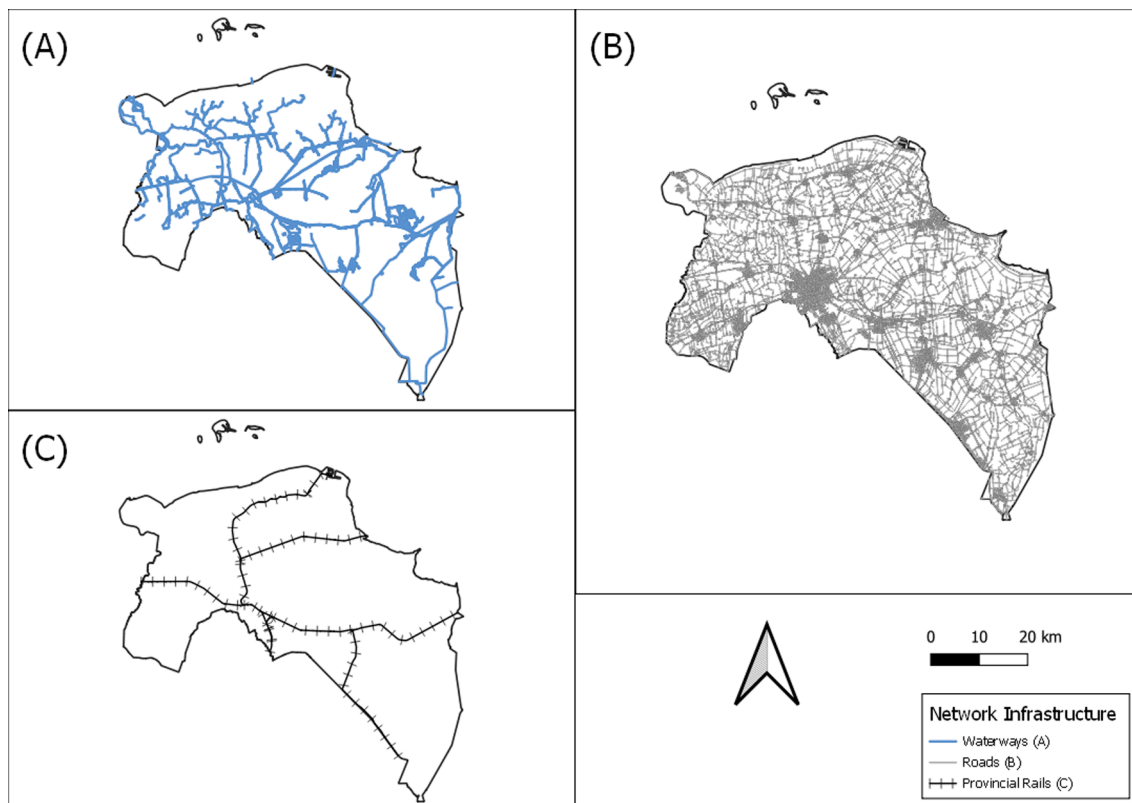 (A)
(B)
(C)
0 10 20 km
Network Infrastructure
Waterways (A)
Roads (B)
Provincial Rails (C)